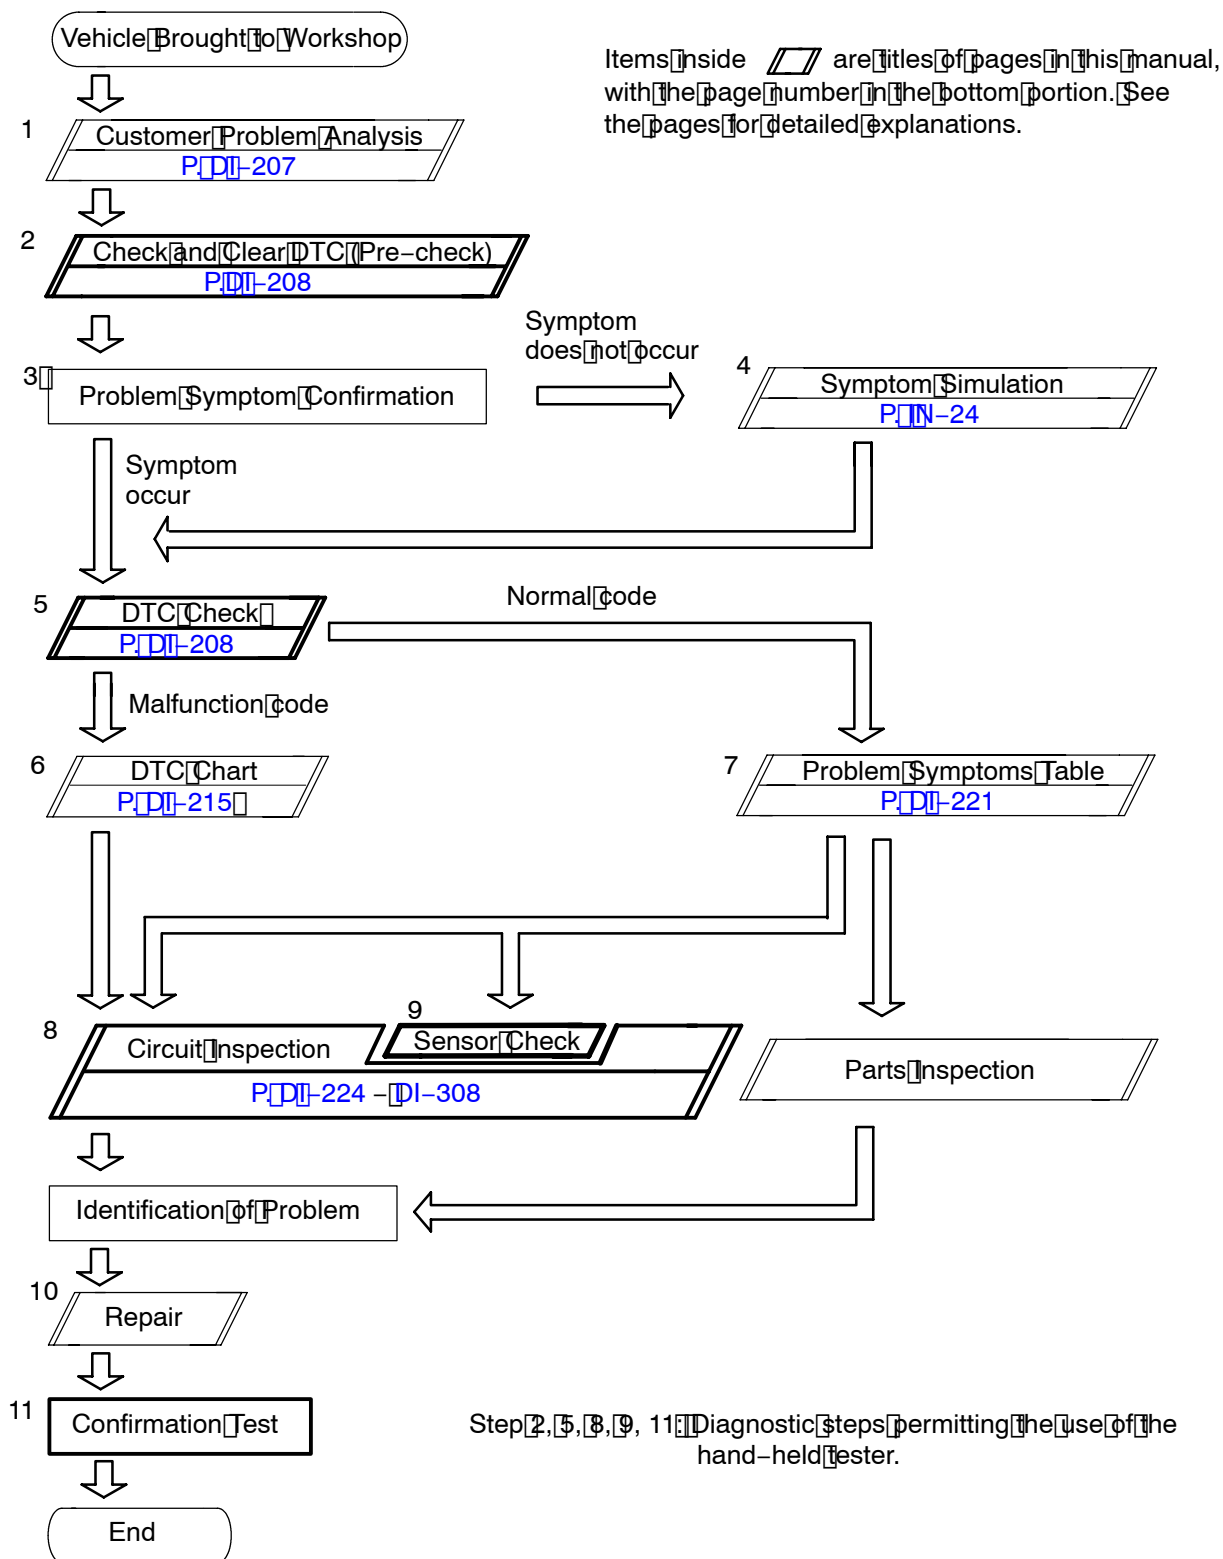 Vehicle Brought to Workshop
Items inside are titles of pages in this manual,
with the page number in the bottom portion. See
the pages for detailed explanations.
1
Customer Problem Analysis
P. DI–207
2
Check and Clear DTC (Pre–check)
P.DI–208
Symptom
does not occur
3
Problem Symptom Confirmation
4
Symptom Simulation
P. IN–24
Symptom
occur
5
DTC Check
P. DI–208
Normal code
Malfunction code
6
DTC Chart
P. DI–215
7
Problem Symptoms Table
P. DI–221
8
Circuit Inspection
9
Sensor Check
P. DI–224 – DI–308
Parts Inspection
Identification of Problem
10
Repair
11
Confirmation Test
Step 2, 5, 8, 9, 11: Diagnostic steps permitting the use of the
hand–held tester.
End